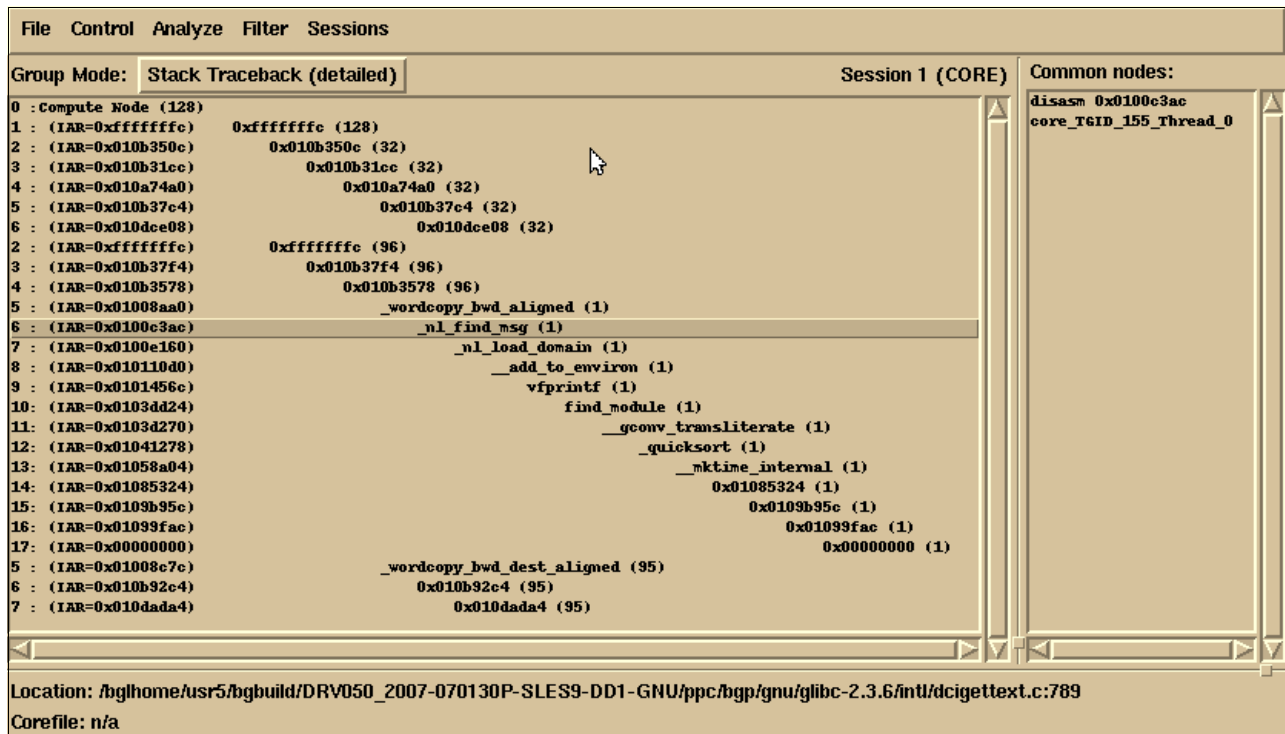 File Control Analyze Filter Sessions
Group Mode: Stack Traceback (detailed) Session 1 (CORE) Common nodes:
0 :Compute Node (128)
1 : (IAR=0xfffffffc) 0xfffffffc (128)
2 : (IAR=0x010b350c) 0x010b350c (32)
3 : (IAR=0x010b31cc) 0x010b31cc (32)
4 : (IAR=0x010a74a0) 0x010a74a0 (32)
5 : (IAR=0x010b37c4) 0x010b37c4 (32)
6 : (IAR=0x010dce08) 0x010dce08 (32)
2 : (IAR=0xfffffffc) 0xfffffffc (96)
3 : (IAR=0x010b37f4) 0x010b37f4 (96)
4 : (IAR=0x010b3578) 0x010b3578 (96)
5 : (IAR=0x01008aa0) _wordcopy_bwd_aligned (1)
6 : (IAR=0x0100c3ac) _nl_find_msg (1)
7 : (IAR=0x0100e160) _nl_load_domain (1)
8 : (IAR=0x010110d0) __add_to_environ (1)
9 : (IAR=0x0101456c) vfprintf (1)
10: (IAR=0x0103dd24) find_module (1)
11: (IAR=0x0103d270) __gconv_transliterate (1)
12: (IAR=0x01041278) _quicksort (1)
13: (IAR=0x01058a04) __mktime_internal (1)
14: (IAR=0x01085324) 0x01085324 (1)
15: (IAR=0x0109b95c) 0x0109b95c (1)
16: (IAR=0x01099fac) 0x01099fac (1)
17: (IAR=0x00000000) 0x00000000 (1)
5 : (IAR=0x01008c7c) _wordcopy_bwd_dest_aligned (95)
6 : (IAR=0x010b92c4) 0x010b92c4 (95)
7 : (IAR=0x010dada4) 0x010dada4 (95)
disasm 0x0100c3ac
core_TGID_155_Thread_0
Location: /bglhome/usr5/bgbuild/DRV050_2007-070130P-SLES9-DD1-GNU/ppc/bgp/gnu/glibc-2.3.6/intl/dcigettext.c:789
Corefile: n/a